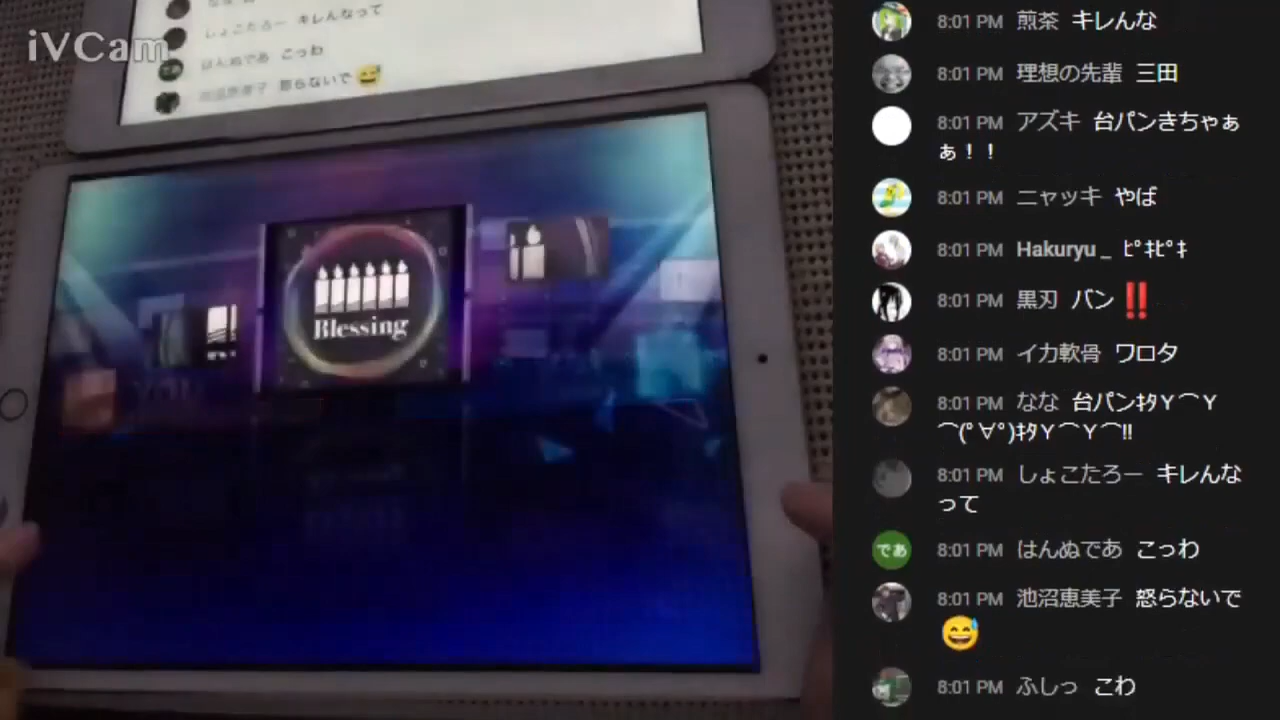 iVCam
しょこたろー キレんなって
はんぬであ こっわ
池沼恵美子 怒らないで😅
Blessing
8:01 PM 煎茶 キレんな
8:01 PM 理想の先輩 三田
8:01 PM アズキ 台パンきちゃぁ
ぁ！！
8:01 PM ニャッキ やば
8:01 PM Hakuryu _ ﾋﾟｷﾋﾟｷ
8:01 PM 黒刃 バン‼️
8:01 PM イカ軟骨 ワロタ
8:01 PM なな 台パンｷﾀＹ⌒Ｙ
⌒(ﾟ∀ﾟ)ｷﾀＹ⌒Ｙ⌒!!
8:01 PM しょこたろー キレんな
って
であ 8:01 PM はんぬであ こっわ
8:01 PM 池沼恵美子 怒らないで
😅
8:01 PM ふしっ こわ